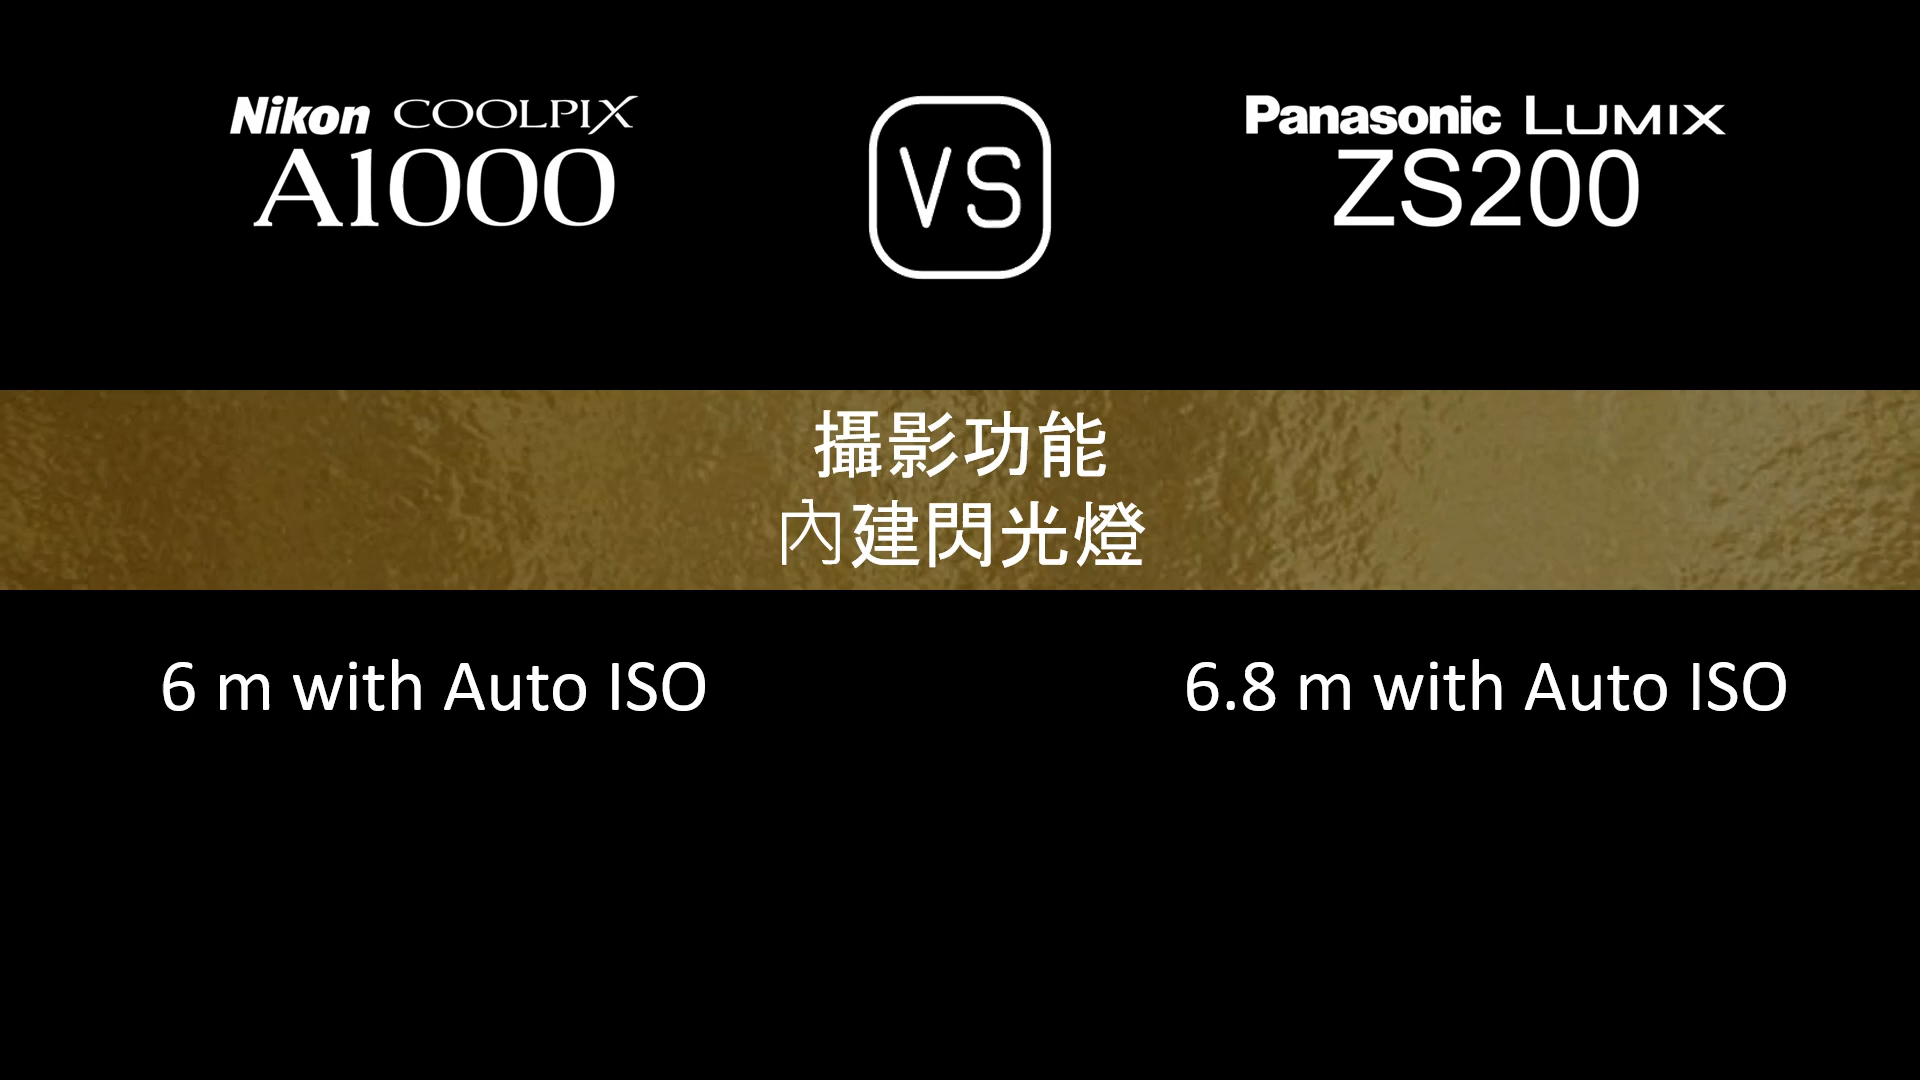 Nikon COOLPIX
A1000
VS
Panasonic LUMIX
ZS200
攝影功能
內建閃光燈
6 m with Auto ISO
6.8 m with Auto ISO